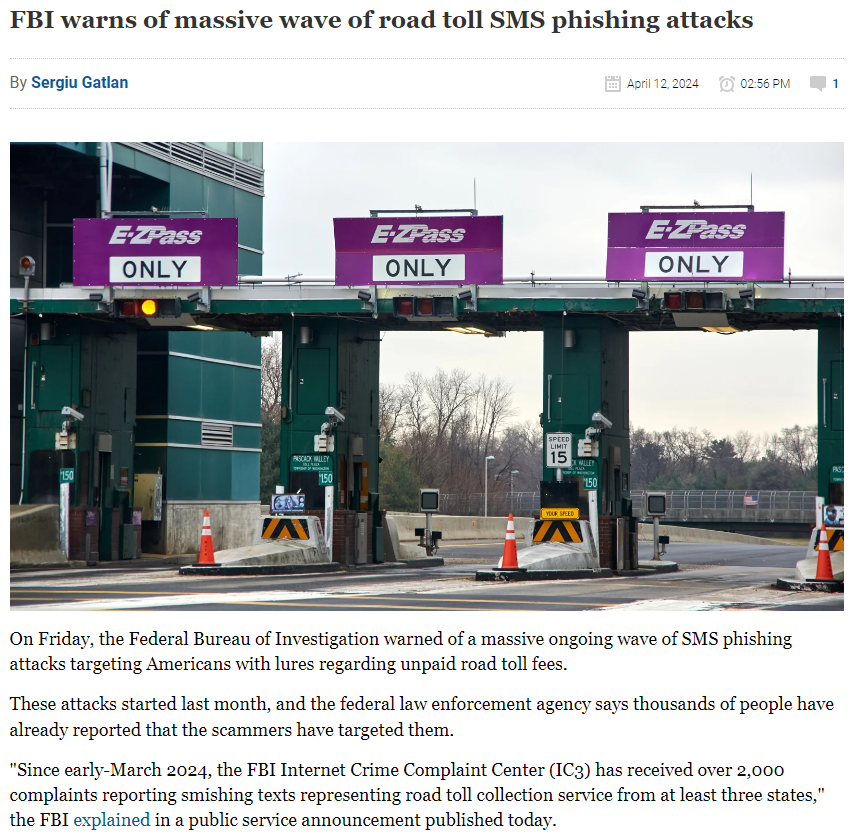 FBI warns of massive wave of road toll SMS phishing attacks
By Sergiu Gatlan
April 12, 2024
02:56 PM
1
E-ZPass
ONLY
E-ZPass
ONLY
E-ZPass
ONLY
SPEED
LIMIT
15
PASCACK VALLEY
TOLL PLAZA
TOWNSHIP OF WASHINGTON
$150
$150
$150
YOUR SPEED
On Friday, the Federal Bureau of Investigation warned of a massive ongoing wave of SMS phishing
attacks targeting Americans with lures regarding unpaid road toll fees.
These attacks started last month, and the federal law enforcement agency says thousands of people have
already reported that the scammers have targeted them.
"Since early-March 2024, the FBI Internet Crime Complaint Center (IC3) has received over 2,000
complaints reporting smishing texts representing road toll collection service from at least three states,"
the FBI explained in a public service announcement published today.